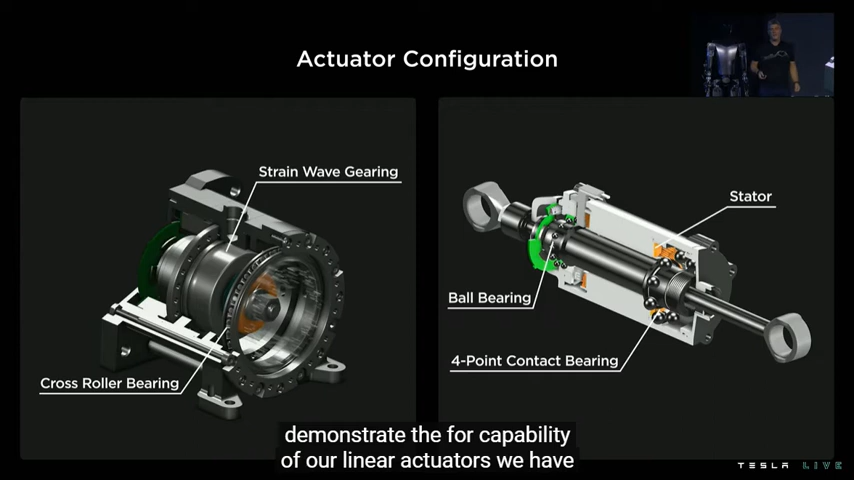 Actuator Configuration
Strain Wave Gearing
Cross Roller Bearing
Stator
Ball Bearing
4-Point Contact Bearing
demonstrate the for capability
of our linear actuators we have
TESLA LIVE